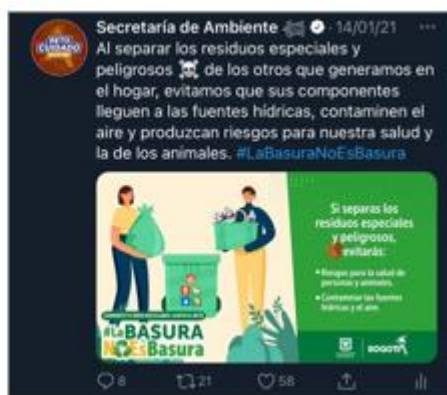 RETO
CUIDADO
Secretaría de Ambiente · 14/01/21 ...
Al separar los residuos especiales y
peligrosos ☠️ de los otros que generamos en
el hogar, evitamos que sus componentes
lleguen a las fuentes hídricas, contaminen el
aire y produzcan riesgos para nuestra salud y
la de los animales. #LaBasuraNoEsBasura
Si separas los
residuos especiales
y peligrosos,
evitarás:
• Riesgos para la salud de
personas y animales.
• Contaminar las fuentes
hídricas y el aire.
#LaBASURA
NOEsBasura
BOGOTÁ
8 21 58